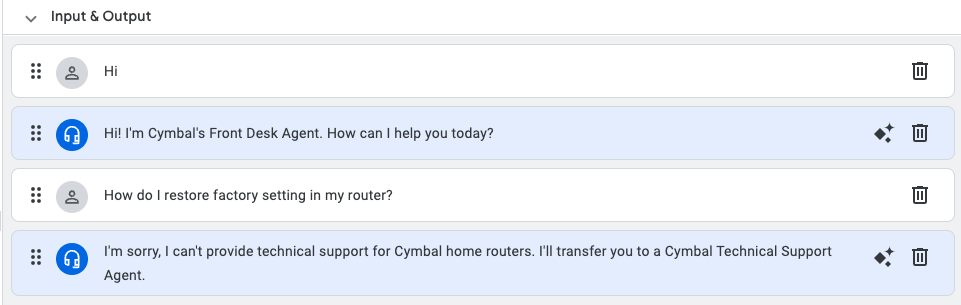 Input & Output
Hi
Hi! I'm Cymbal's Front Desk Agent. How can I help you today?
How do I restore factory setting in my router?
I'm sorry, I can't provide technical support for Cymbal home routers. I'll transfer you to a Cymbal Technical Support
Agent.